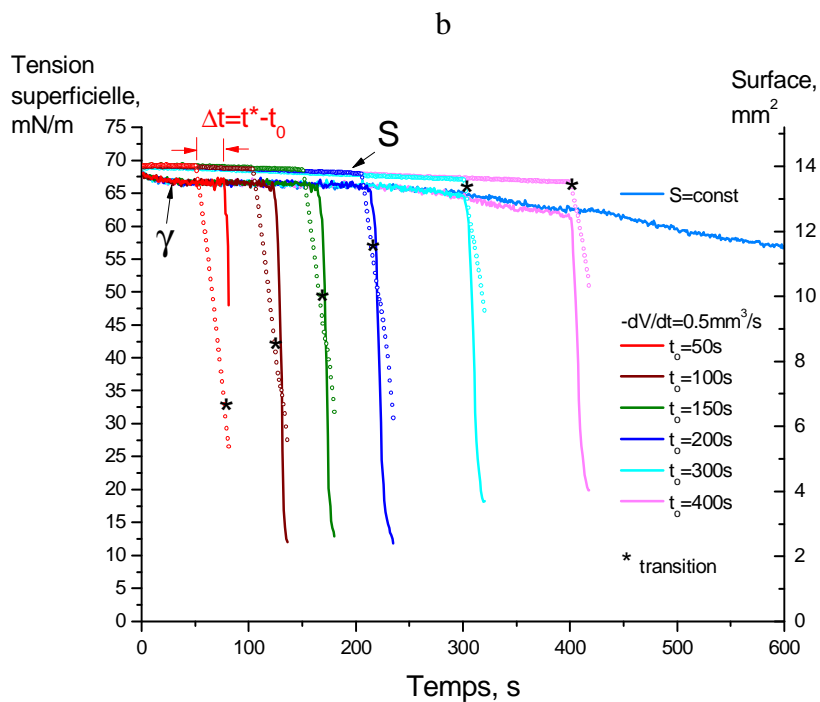 b
Tension
superficielle,
mN/m
Surface,
mm²
Δt=t*-t₀
S
γ
75
70
65
60
55
50
45
40
35
30
25
20
15
10
5
0
14
12
10
8
6
4
2
0
S=const
-dV/dt=0.5mm³/s
tₒ=50s
tₒ=100s
tₒ=150s
tₒ=200s
tₒ=300s
tₒ=400s
* transition
0 100 200 300 400 500 600
Temps, s